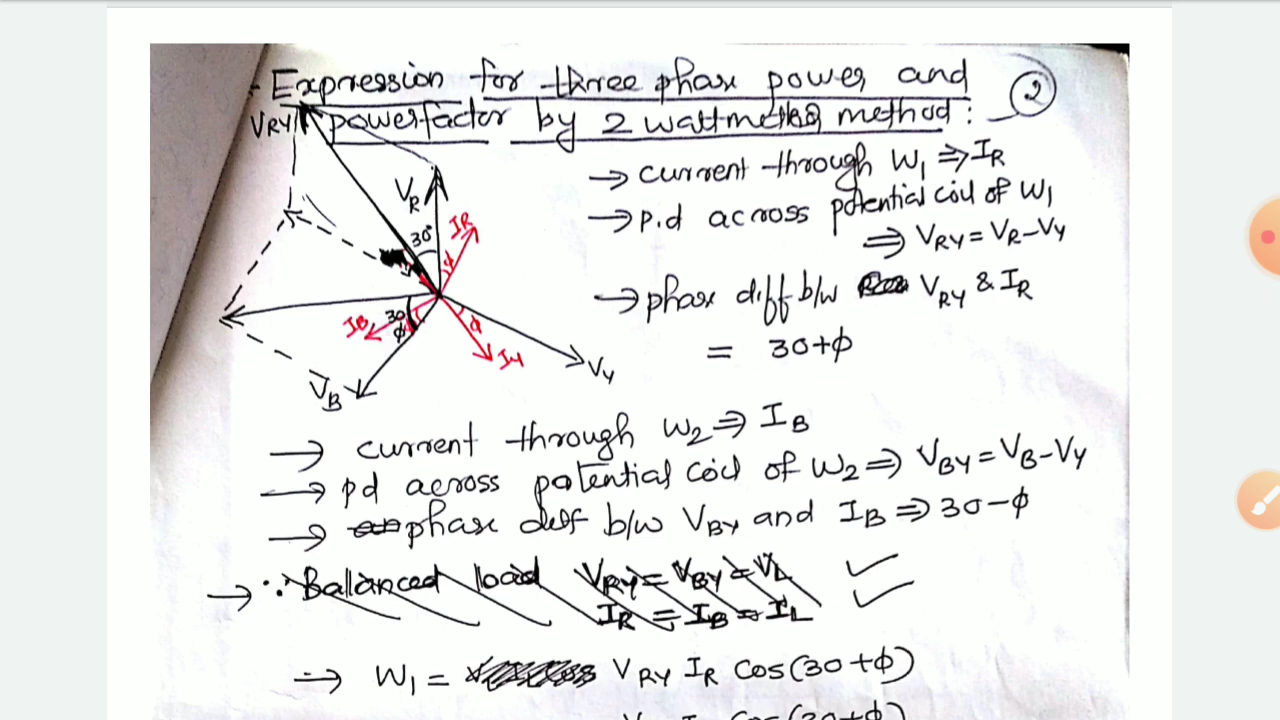 Expression for three phase power and
powerfactor by 2 wattmeter method :
2
VRY
VR
30°
IR
ϕ
→ current through W1 ⇒ IR
→ P.d across potential coil of W1
⇒ VRY = VR-VY
→ phase diff b/w VRY & IR
= 30+ϕ
30
ϕ
IB
ϕ
IY
VY
VB
→ current through W2 ⇒ IB
→ pd across potential coil of W2 ⇒ VBY = VB-VY
→ phase diff b/w VBY and IB ⇒ 30-ϕ
→ ∵ Balanced load VRY = VBY = VL
IR = IB = IL
→ W1 = VRY IR Cos(30+ϕ)